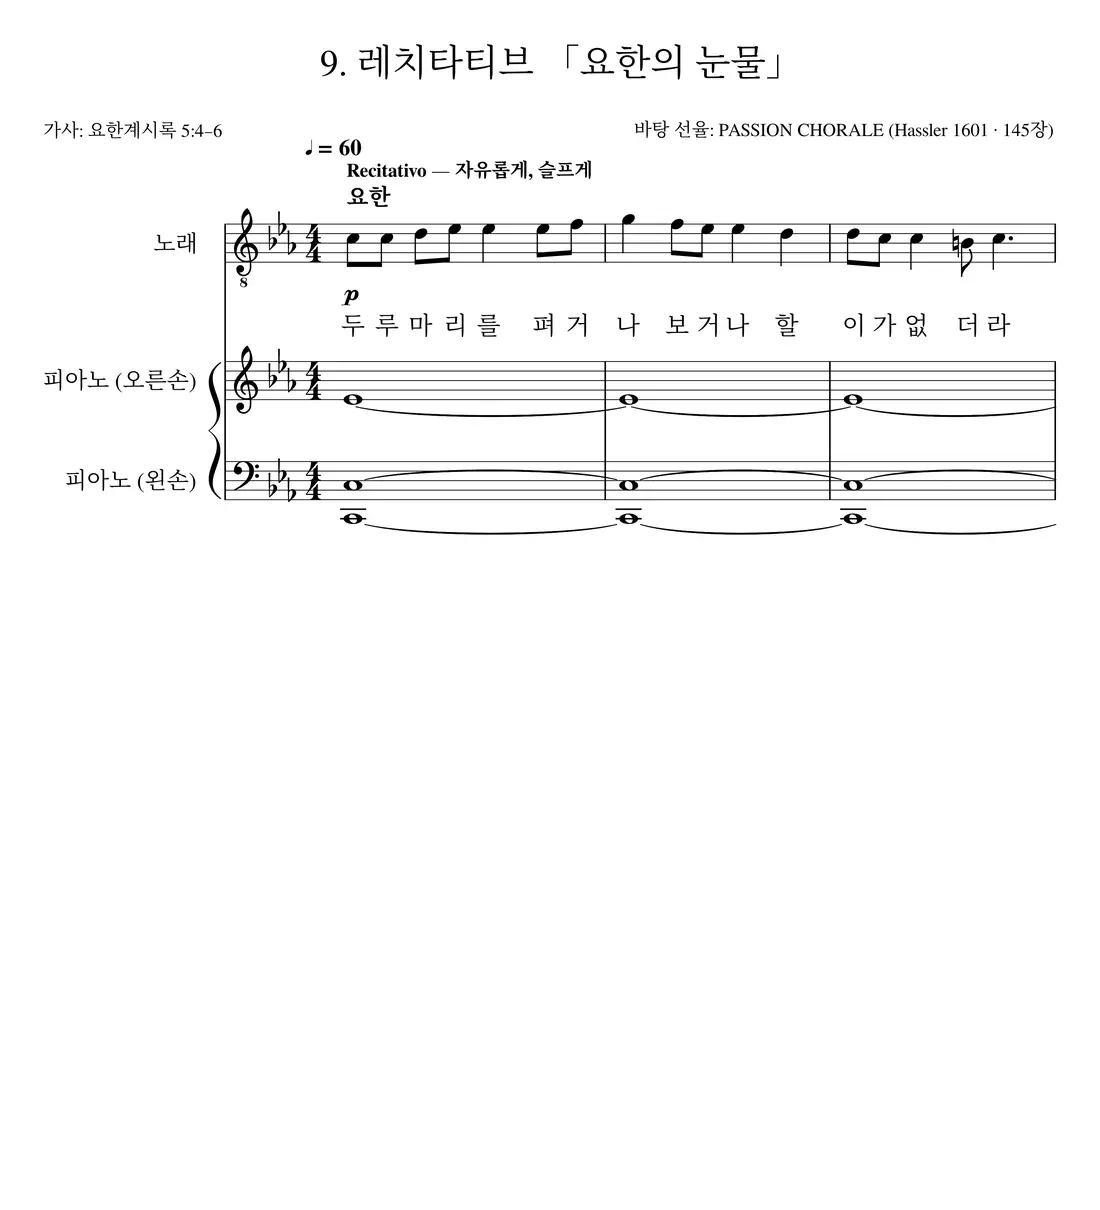 9. 레치타티브 「요한의 눈물」
가사: 요한계시록 5:4–6
바탕 선율: PASSION CHORALE (Hassler 1601 · 145장)
♩ = 60
Recitativo — 자유롭게, 슬프게
요한
노래
8
p
두 루 마 리 를 펴 거 나 보 거 나 할 이 가 없 더 라
피아노 (오른손)
피아노 (왼손)